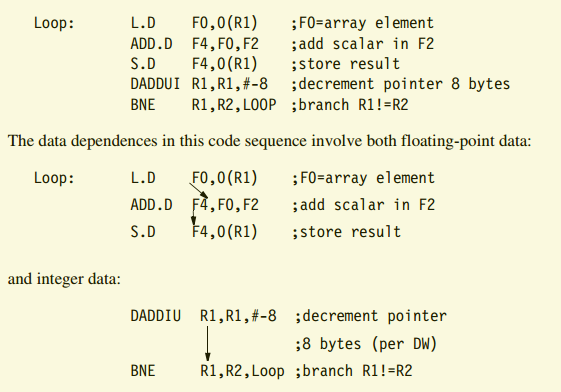 Loop: L.D F0,0(R1) ;F0=array element
ADD.D F4,F0,F2 ;add scalar in F2
S.D F4,0(R1) ;store result
DADDUI R1,R1,#-8 ;decrement pointer 8 bytes
BNE R1,R2,LOOP ;branch R1!=R2
The data dependences in this code sequence involve both floating-point data:
Loop: L.D F0,0(R1) ;F0=array element
ADD.D F4,F0,F2 ;add scalar in F2
S.D F4,0(R1) ;store result
and integer data:
DADDIU R1,R1,#-8 ;decrement pointer
;8 bytes (per DW)
BNE R1,R2,Loop ;branch R1!=R2